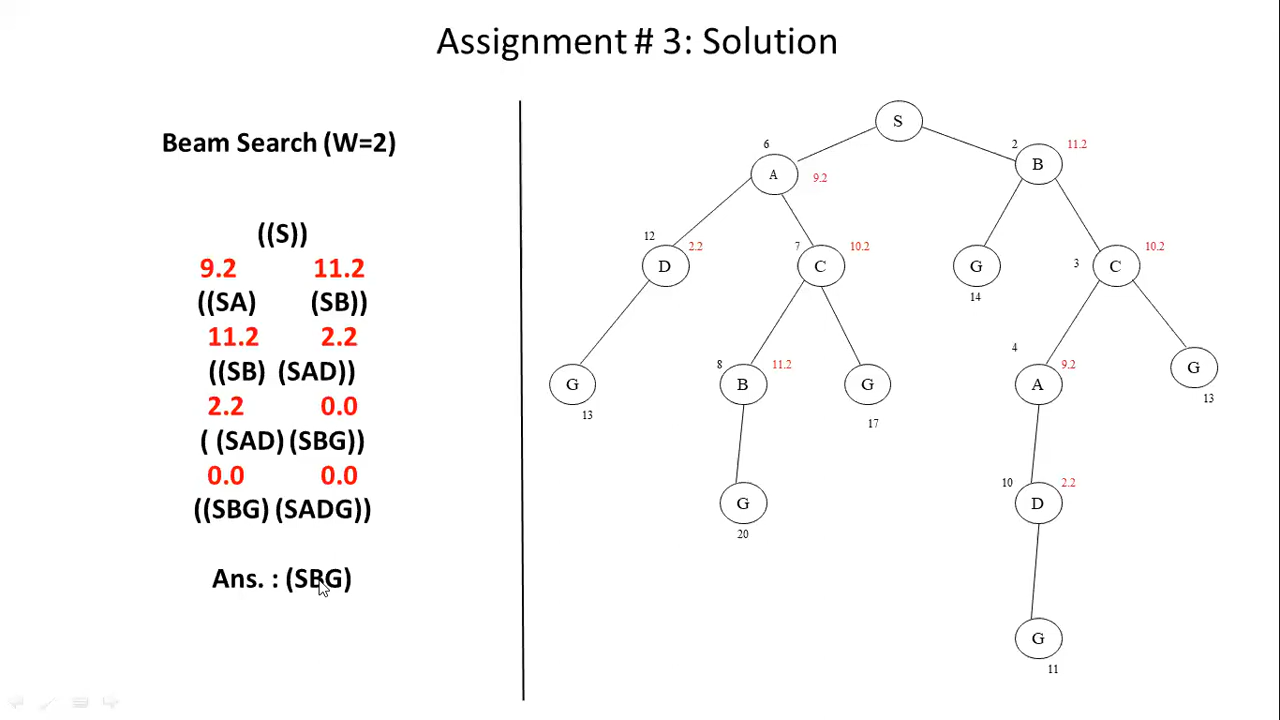 Assignment # 3: Solution
Beam Search (W=2)
((S))
9.2 11.2
((SA) (SB))
11.2 2.2
((SB) (SAD))
2.2 0.0
( (SAD) (SBG))
0.0 0.0
((SBG) (SADG))
Ans. : (SBG)
S
6 2 11.2
A 9.2 B
12 2.2 7 10.2 3 10.2
D C G C
14
8 11.2 4 9.2
G B G A G
13 17 13
10 2.2
G D
20
G
11